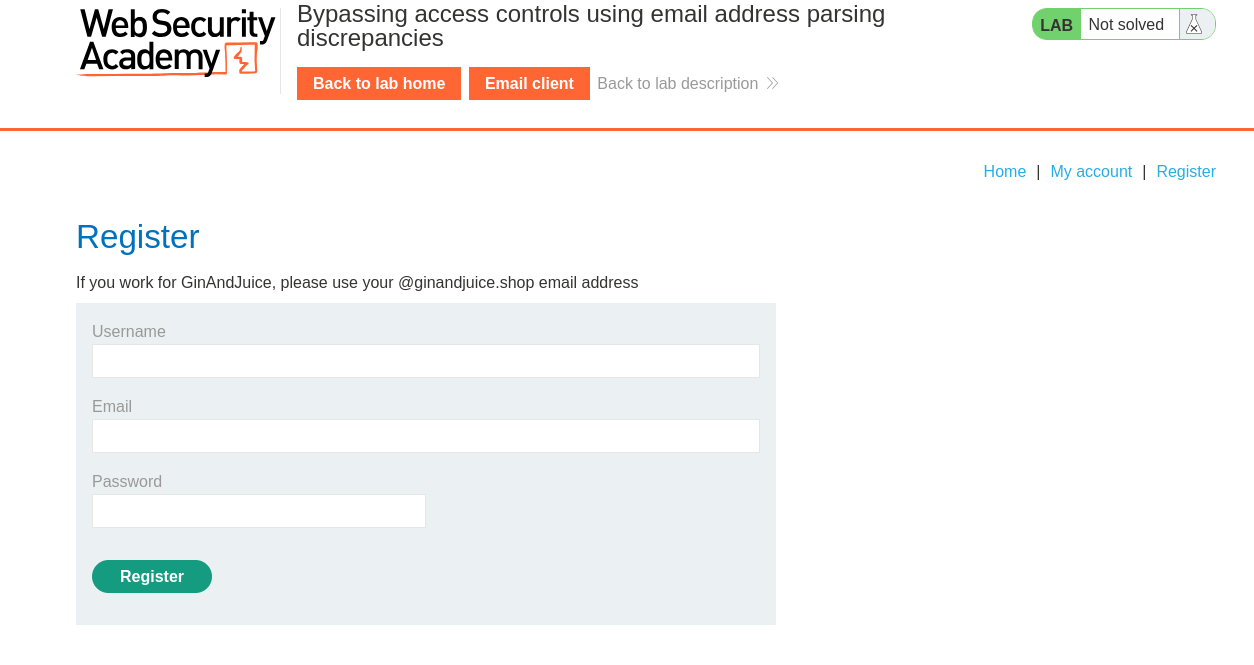 Web Security
Academy
Bypassing access controls using email address parsing
discrepancies
LAB Not solved
Back to lab home Email client Back to lab description
Home | My account | Register
Register
If you work for GinAndJuice, please use your @ginandjuice.shop email address
Username
Email
Password
Register